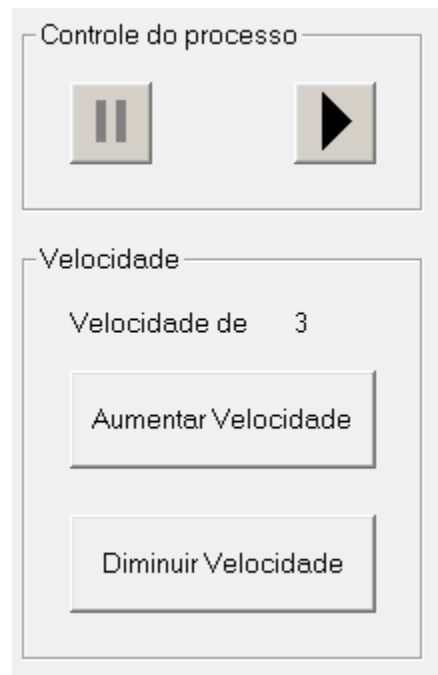 Controle do processo
Velocidade
Velocidade de 3
Aumentar Velocidade
Diminuir Velocidade